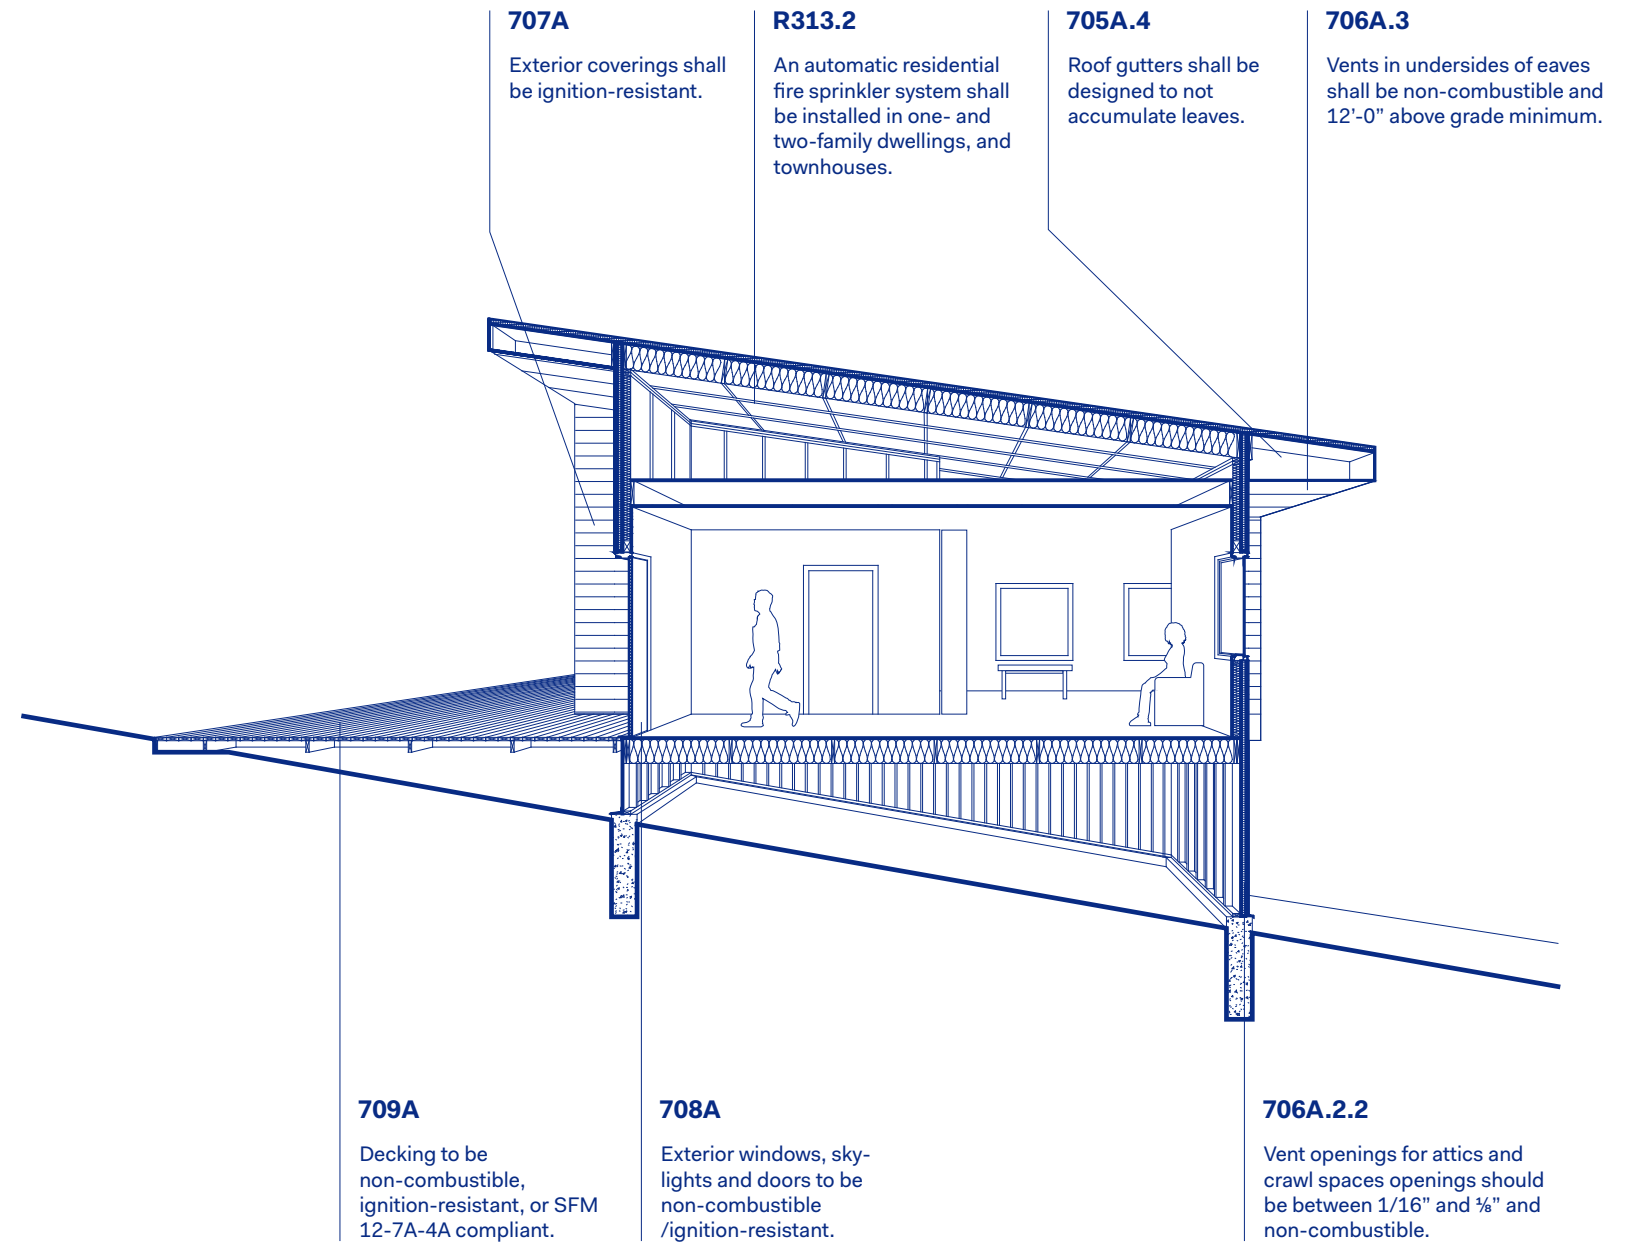 707A
Exterior coverings shall
be ignition-resistant.
R313.2
An automatic residential
fire sprinkler system shall
be installed in one- and
two-family dwellings, and
townhouses.
705A.4
Roof gutters shall be
designed to not
accumulate leaves.
706A.3
Vents in undersides of eaves
shall be non-combustible and
12’-0” above grade minimum.
709A
Decking to be
non-combustible,
ignition-resistant, or SFM
12-7A-4A compliant.
708A
Exterior windows, sky-
lights and doors to be
non-combustible
/ignition-resistant.
706A.2.2
Vent openings for attics and
crawl spaces openings should
be between 1/16” and ⅛” and
non-combustible.